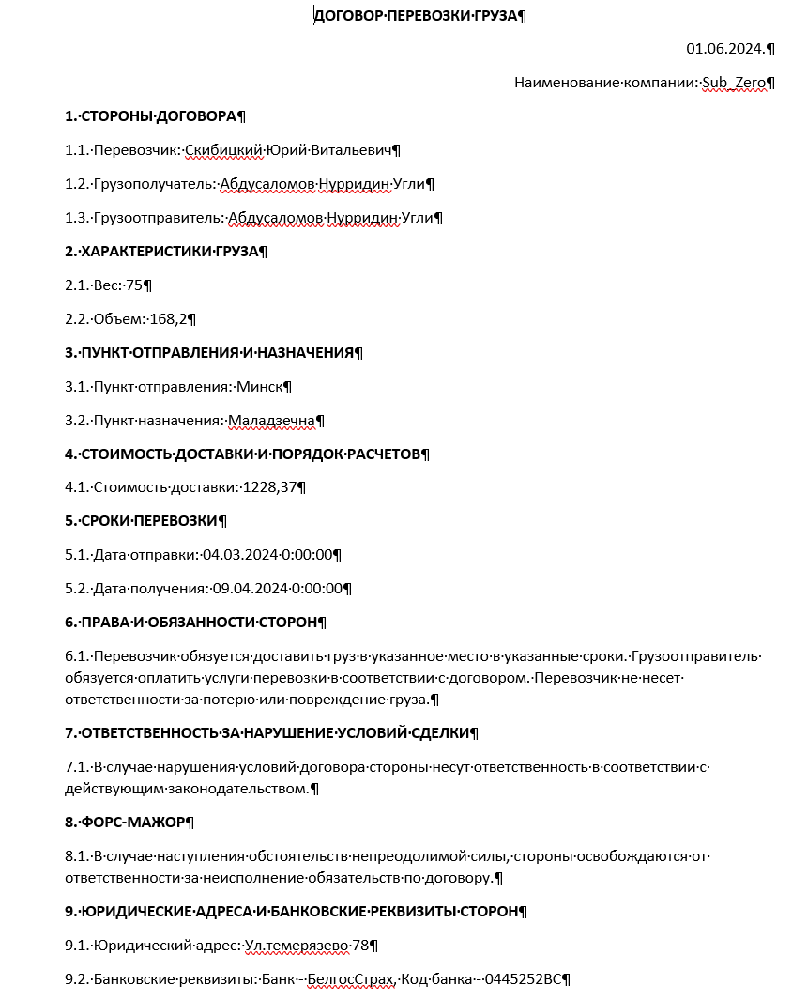 ДОГОВОР ПЕРЕВОЗКИ ГРУЗА¶
01.06.2024.¶
Наименование компании: Sub_Zero¶
1. СТОРОНЫ ДОГОВОРА¶
1.1. Перевозчик: Скибицкий Юрий Витальевич¶
1.2. Грузополучатель: Абдусаломов Нурридин Угли¶
1.3. Грузоотправитель: Абдусаломов Нурридин Угли¶
2. ХАРАКТЕРИСТИКИ ГРУЗА¶
2.1. Вес: 75¶
2.2. Объем: 168,2¶
3. ПУНКТ ОТПРАВЛЕНИЯ И НАЗНАЧЕНИЯ¶
3.1. Пункт отправления: Минск¶
3.2. Пункт назначения: Маладзечна¶
4. СТОИМОСТЬ ДОСТАВКИ И ПОРЯДОК РАСЧЕТОВ¶
4.1. Стоимость доставки: 1228,37¶
5. СРОКИ ПЕРЕВОЗКИ¶
5.1. Дата отправки: 04.03.2024 0:00:00¶
5.2. Дата получения: 09.04.2024 0:00:00¶
6. ПРАВА И ОБЯЗАННОСТИ СТОРОН¶
6.1. Перевозчик обязуется доставить груз в указанное место в указанные сроки. Грузоотправитель
обязуется оплатить услуги перевозки в соответствии с договором. Перевозчик не несет
ответственности за потерю или повреждение груза.¶
7. ОТВЕТСТВЕННОСТЬ ЗА НАРУШЕНИЕ УСЛОВИЙ СДЕЛКИ¶
7.1. В случае нарушения условий договора стороны несут ответственность в соответствии с
действующим законодательством.¶
8. ФОРС-МАЖОР¶
8.1. В случае наступления обстоятельств непреодолимой силы, стороны освобождаются от
ответственности за неисполнение обязательств по договору.¶
9. ЮРИДИЧЕСКИЕ АДРЕСА И БАНКОВСКИЕ РЕКВИЗИТЫ СТОРОН¶
9.1. Юридический адрес: Ул.темерязево 78¶
9.2. Банковские реквизиты: Банк - БелгосСтрах, Код банка - 0445252BC¶